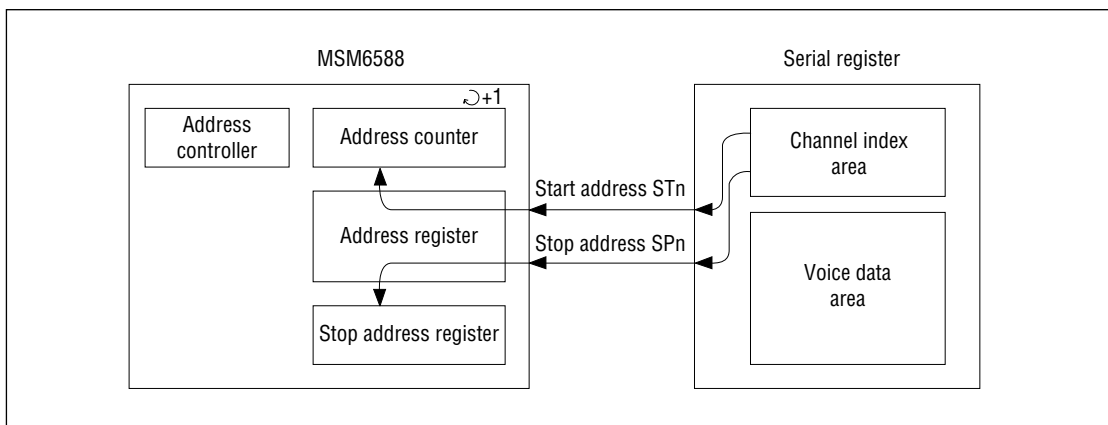 MSM6588
Serial register
+1
Address
controller
Address counter
Channel index
area
Start address STn
Address register
Stop address SPn
Voice data
area
Stop address register